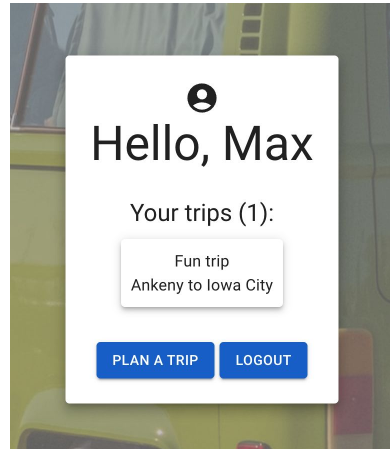 Hello, Max
Your trips (1):
Fun trip
Ankeny to Iowa City
PLAN A TRIP
LOGOUT